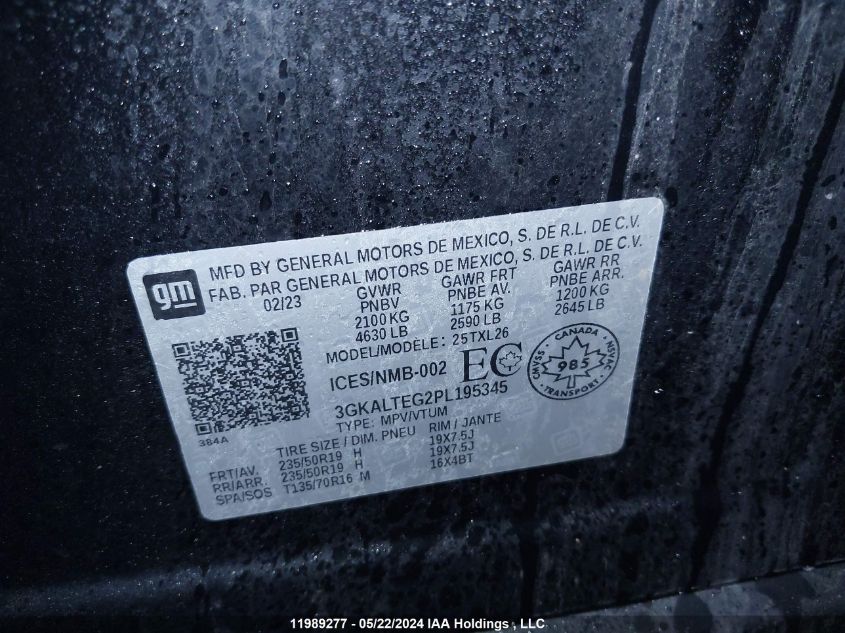 gm
MFD BY GENERAL MOTORS DE MEXICO, S. DE R.L. DE C.V.
FAB. PAR GENERAL MOTORS DE MEXICO, S. DE R.L. DE C.V.
02/23 GVWR GAWR FRT GAWR RR
PNBV PNBE AV. PNBE ARR.
2100 KG 1175 KG 1200 KG
4630 LB 2590 LB 2645 LB
MODEL/MODÈLE: 25TXL26
ICES/NMB-002 EC
CANADA
CMVSS 985 NSVAC
3GKALTEG2PL195345
TYPE: MPV/VTUM
384A
TIRE SIZE / DIM. PNEU RIM / JANTE
FRT/AV. 235/50R19 H 19X7.5J
RR/ARR. 235/50R19 H 19X7.5J
SPA/SOS T135/70R16 M 16X4BT
11989277 - 05/22/2024 IAA Holdings , LLC